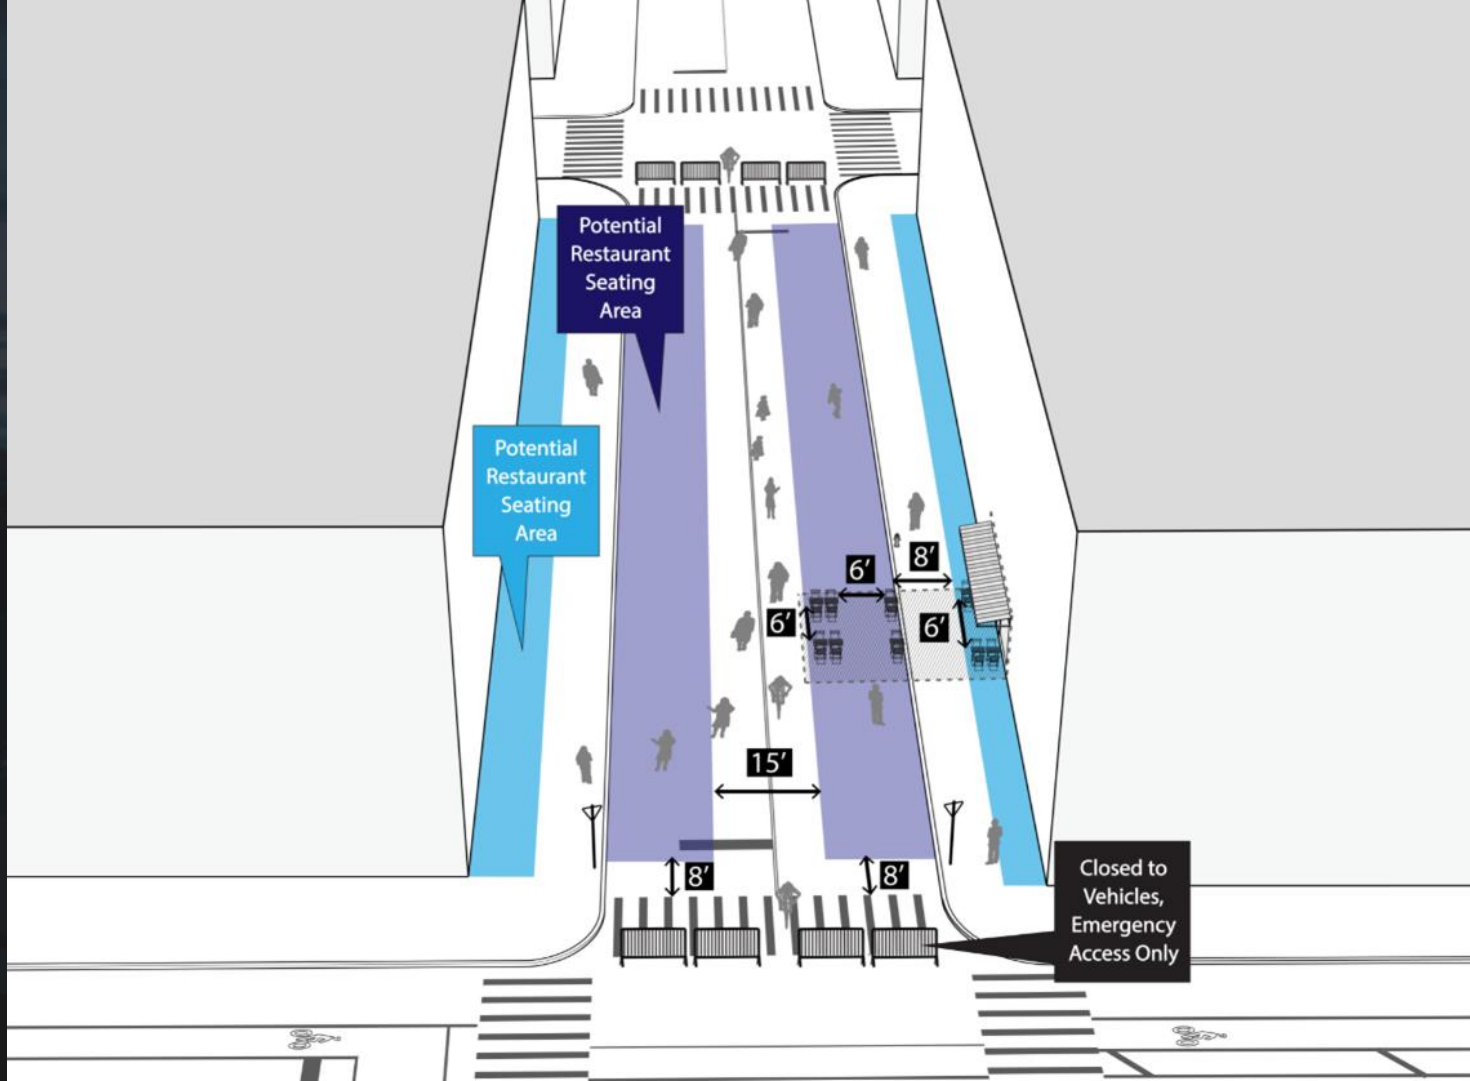 Potential
Restaurant
Seating
Area
Potential
Restaurant
Seating
Area
6’
8’
6’
6’
15’
8’
8’
Closed to
Vehicles,
Emergency
Access Only